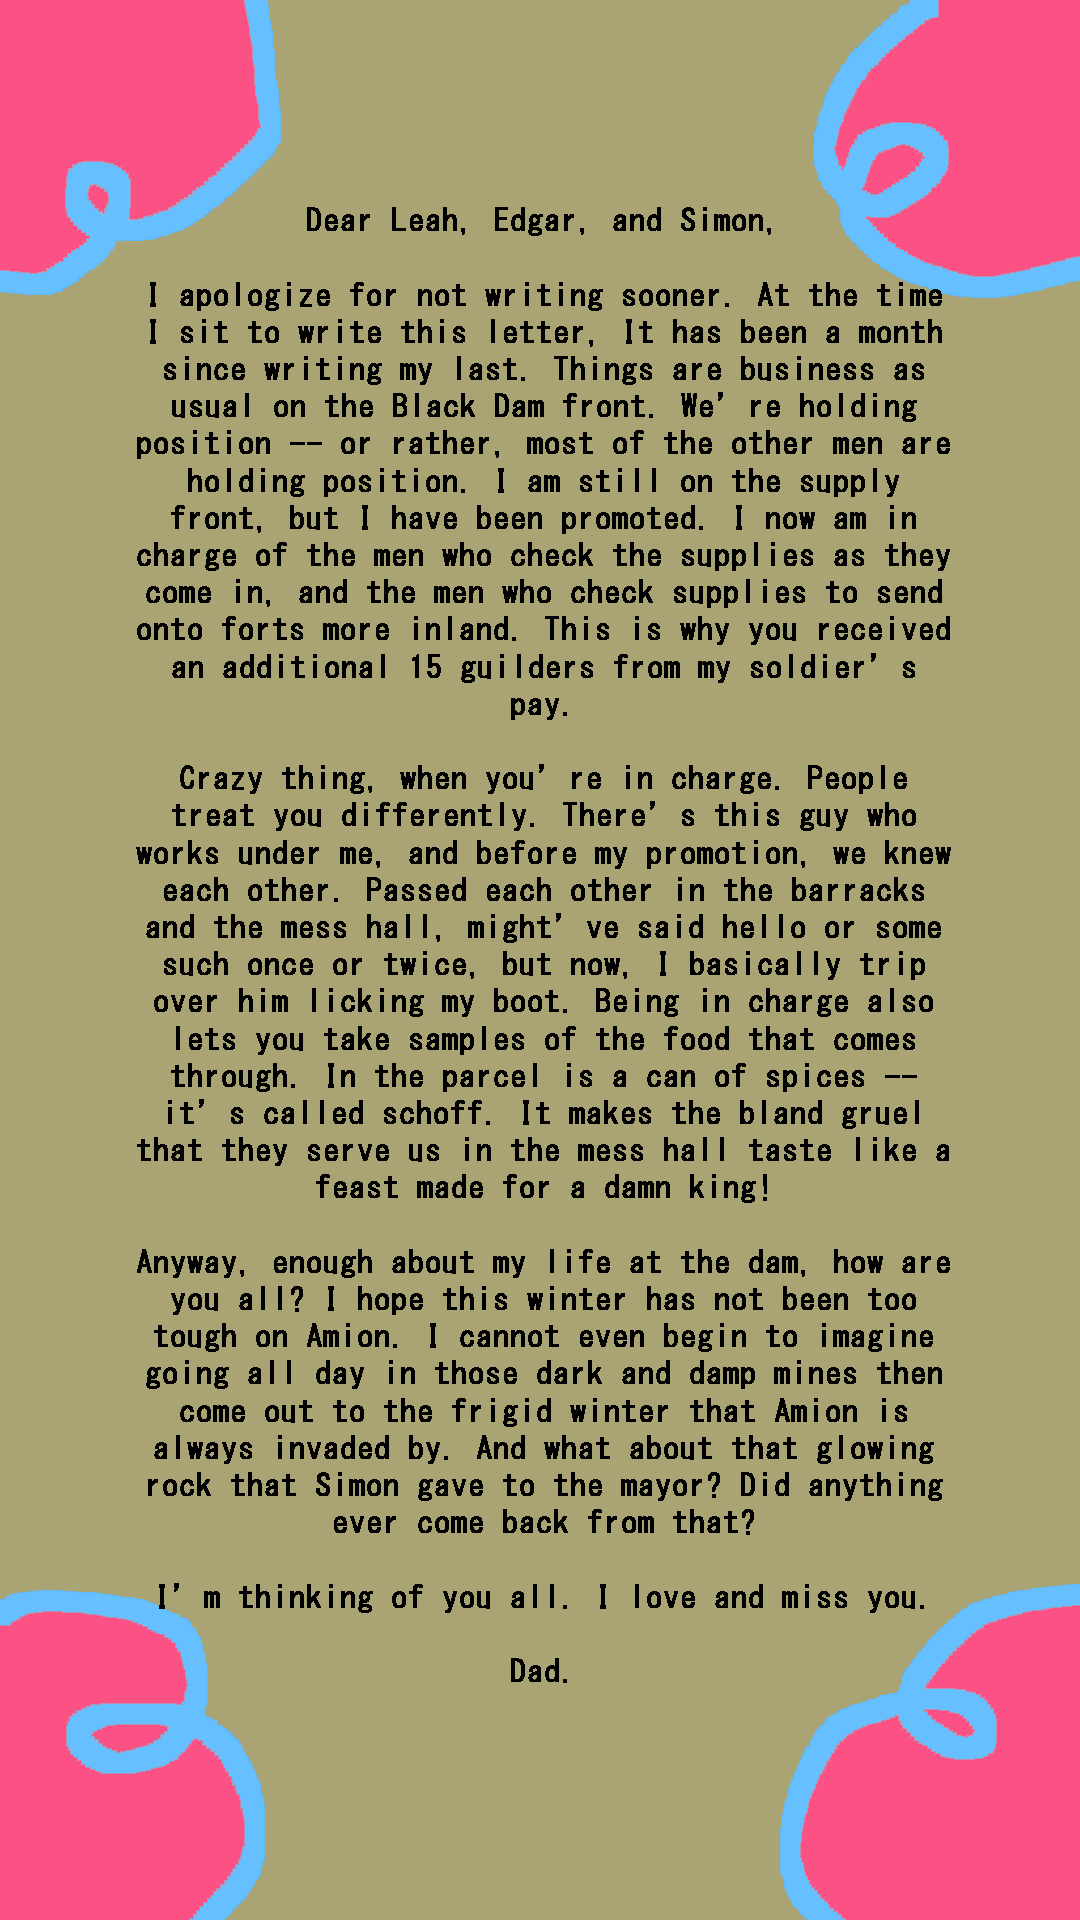 Dear Leah, Edgar, and Simon,
I apologize for not writing sooner. At the time
I sit to write this letter, It has been a month
since writing my last. Things are business as
usual on the Black Dam front. We’re holding
position -- or rather, most of the other men are
holding position. I am still on the supply
front, but I have been promoted. I now am in
charge of the men who check the supplies as they
come in, and the men who check supplies to send
onto forts more inland. This is why you received
an additional 15 guilders from my soldier’s
pay.
Crazy thing, when you’re in charge. People
treat you differently. There’s this guy who
works under me, and before my promotion, we knew
each other. Passed each other in the barracks
and the mess hall, might’ve said hello or some
such once or twice, but now, I basically trip
over him licking my boot. Being in charge also
lets you take samples of the food that comes
through. In the parcel is a can of spices --
it’s called schoff. It makes the bland gruel
that they serve us in the mess hall taste like a
feast made for a damn king!
Anyway, enough about my life at the dam, how are
you all? I hope this winter has not been too
tough on Amion. I cannot even begin to imagine
going all day in those dark and damp mines then
come out to the frigid winter that Amion is
always invaded by. And what about that glowing
rock that Simon gave to the mayor? Did anything
ever come back from that?
I’m thinking of you all. I love and miss you.
Dad.